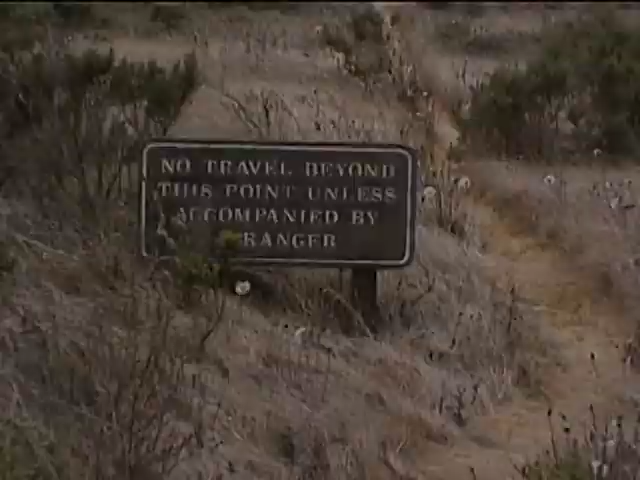 NO TRAVEL BEYOND
THIS POINT UNLESS
ACCOMPANIED BY
RANGER